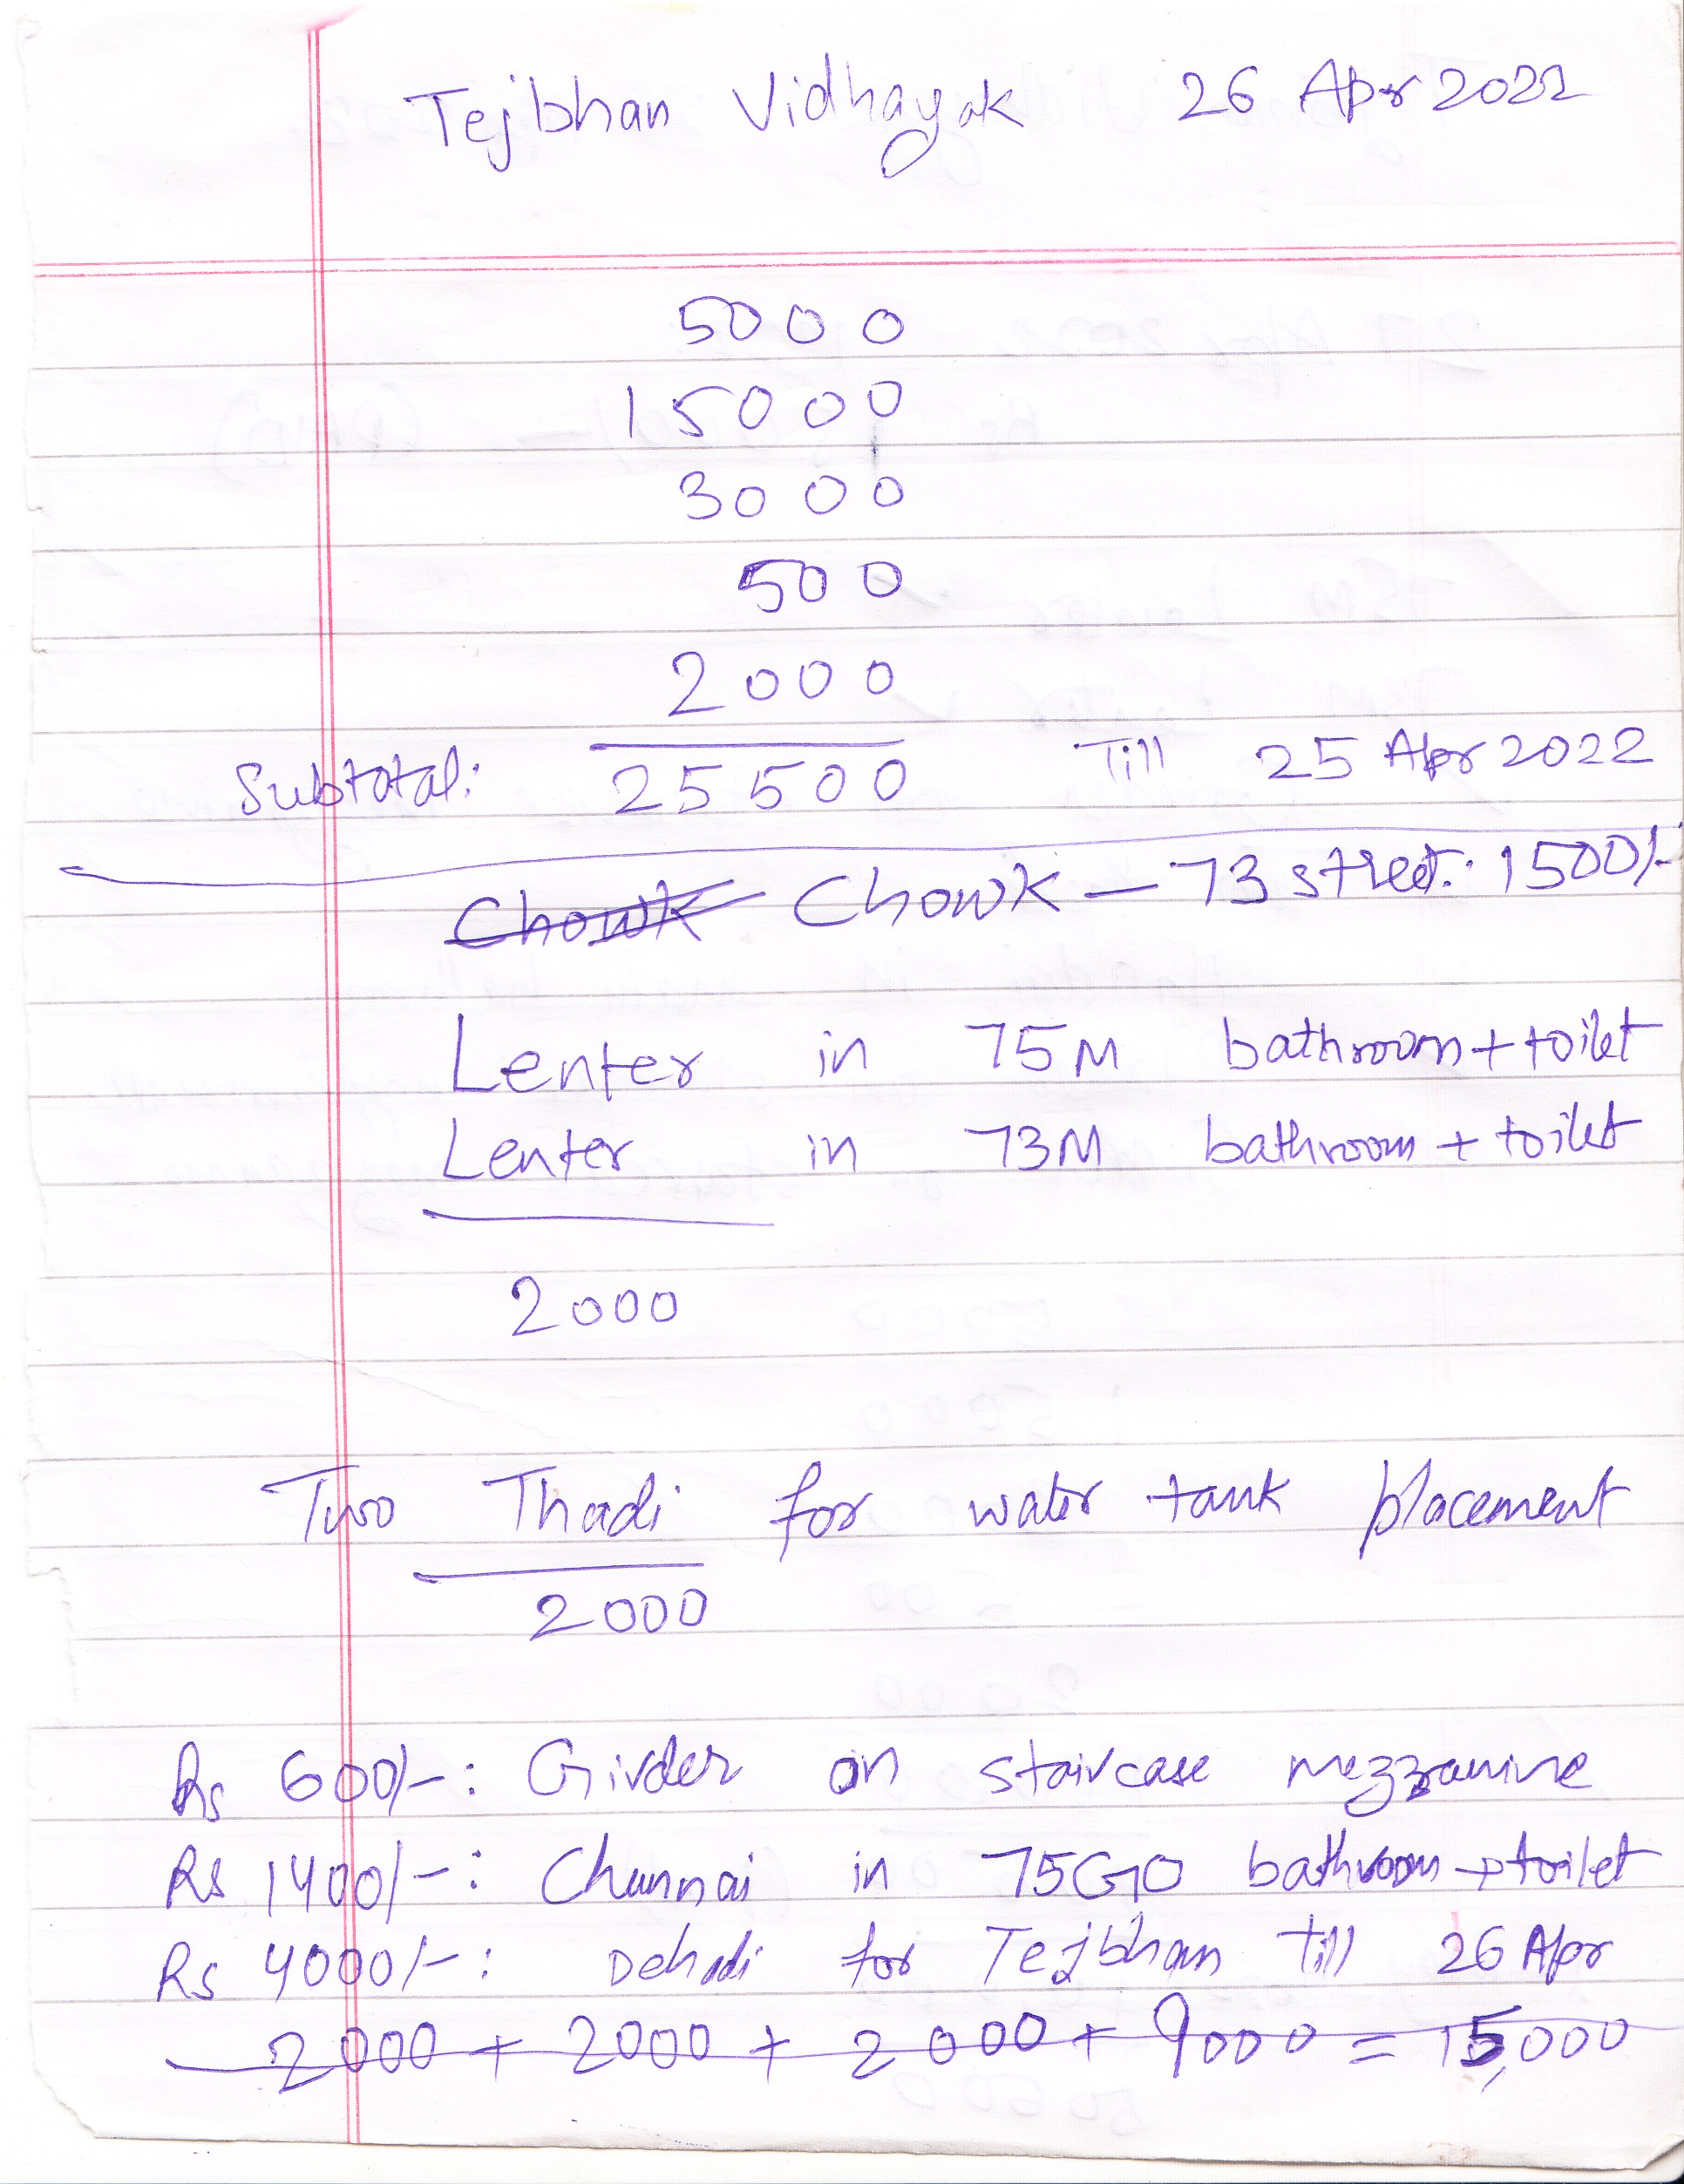 Tejbhan Vidhayak 26 Apr 2022
5000
15000
3000
500
2000
Subtotal: 25500 Till 25 Apr 2022
Chowk Chowk — 73 street: 1500/-
Lenter in 75M bathroom + toilet
Lenter in 73M bathroom + toilet
2000
Two Thadi for water tank placement
2000
Rs 600/-: Girder on staircase mezzanine
Rs 1400/-: Chunnai in 75GO bathroom + toilet
Rs 4000/-: Dehadi for Tejbhan till 26 Apr
2000 + 2000 + 2000 + 9000 = 15,000